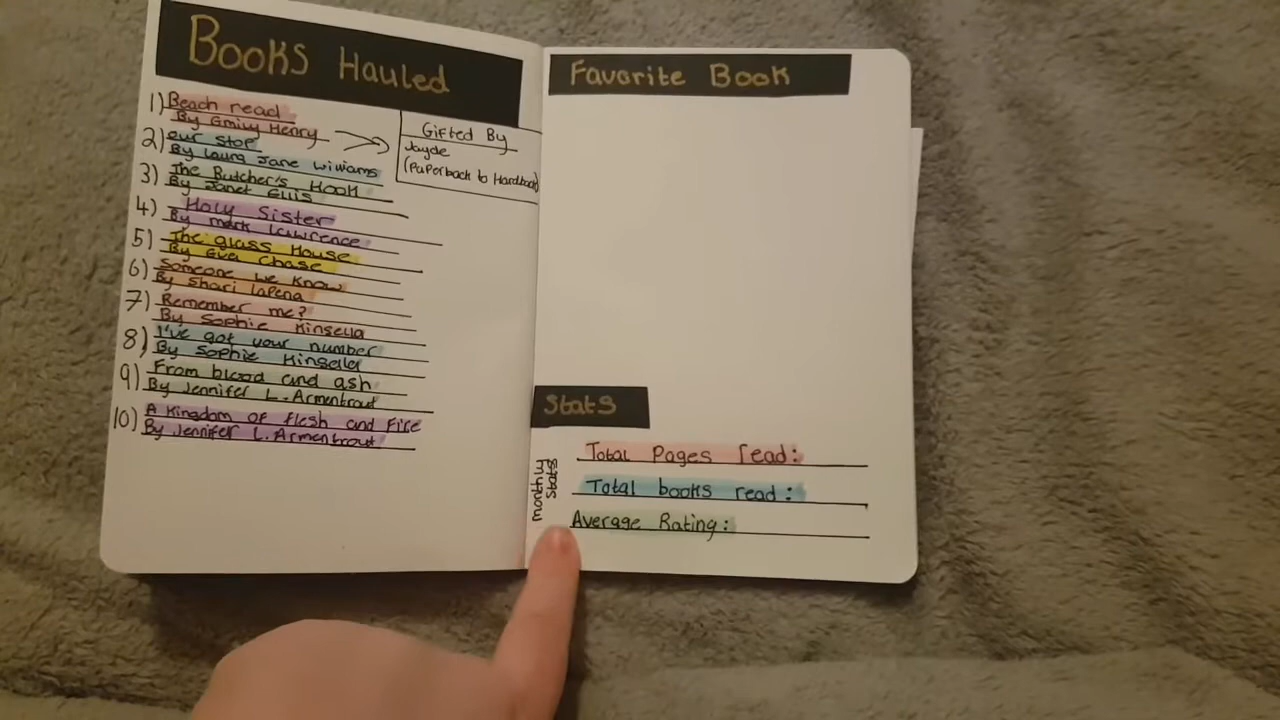 Books Hauled
1) Beach read
By Emily Henry
2) our stop
By Laura Jane Williams
3) The Butcher's Hook
By Janet Ellis
4) Holy Sister
By mark Lawrence
5) The glass House
By Eve Chase
6) Someone we know
By Shari lapena
7) Remember me?
By Sophie Kinsella
8) I've got your number
By Sophie Kinsella
9) From blood and ash
By Jennifer L. Armentrout
10) A Kingdom of flesh and Fire
By Jennifer L. Armentrout
Gifted By
Jayde
(Paperback to Hardback)
Favorite Book
Stats
monthly
stats
Total Pages read:
Total books read:
Average Rating: